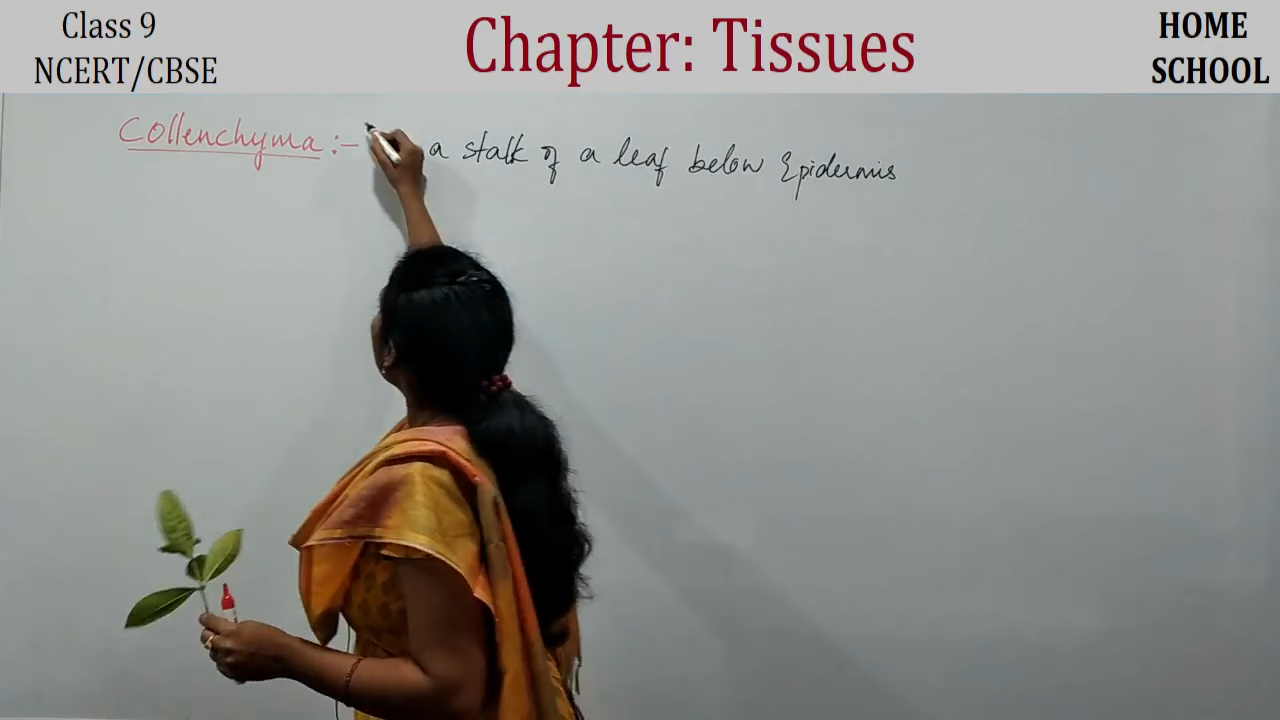 Class 9
NCERT/CBSE
Chapter: Tissues
HOME
SCHOOL
Collenchyma :-
a stalk of a leaf below Epidermis